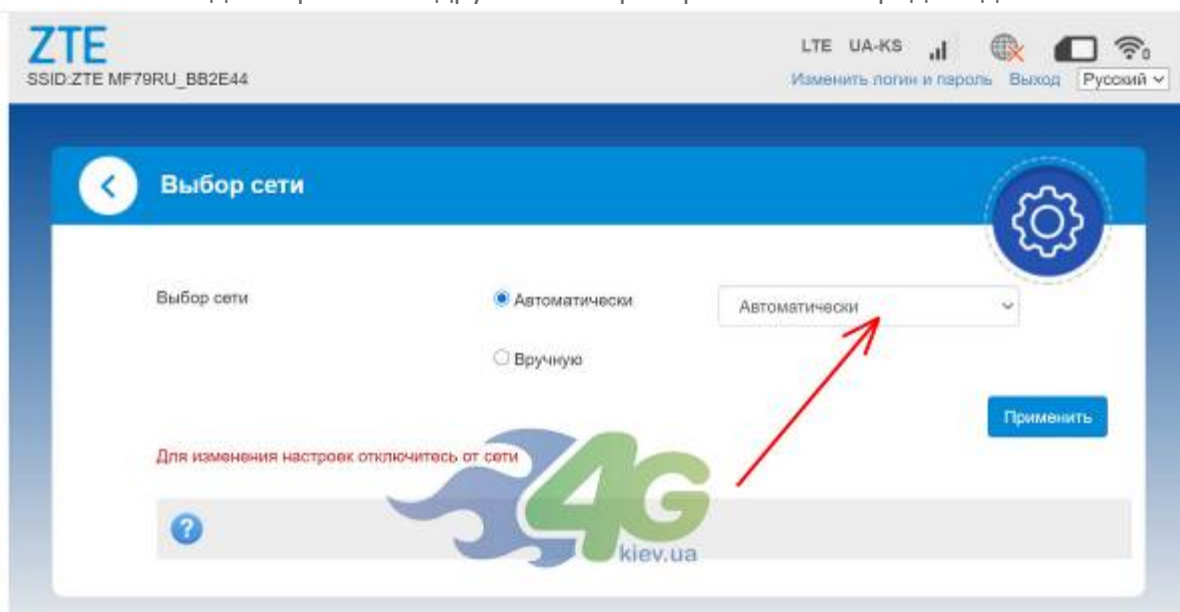 ZTE
LTE UA-KS
SSID:ZTE MF79RU_BB2E44
Изменить логин и пароль Выход Русский
Выбор сети
Выбор сети
Автоматически
Автоматически
Вручную
Применить
Для изменения настроек отключитесь от сети
?
4G
kiev.ua